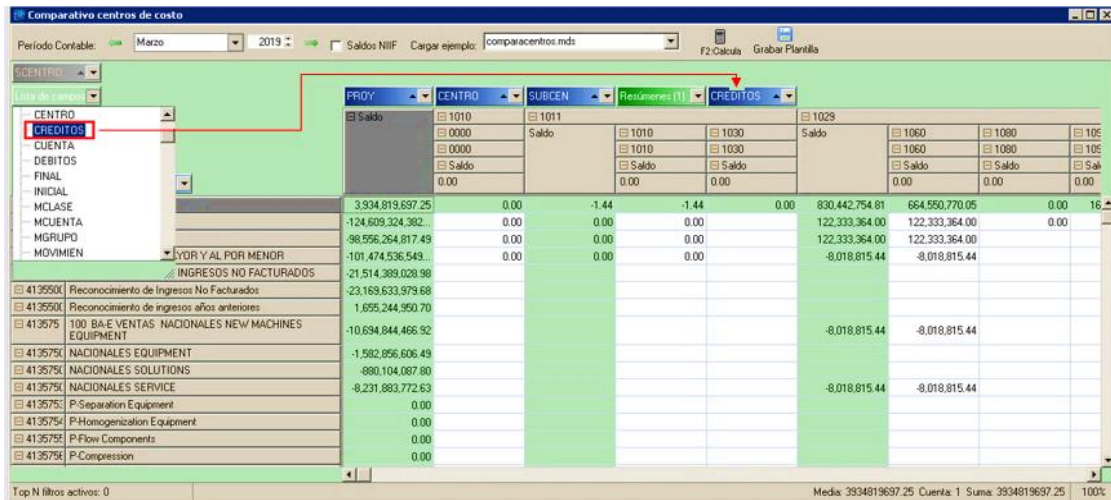 Comparativo centros de costo
Período Contable: Marzo 2019 Saldos NIIF Cargar ejemplo: comparacentros.mds F2:Calcula Grabar Plantilla
SCENTRO
Lista de campos
PROY CENTRO SUBCEN Resúmenes (1) CREDITOS
CENTRO
CREDITOS
CUENTA
DEBITOS
FINAL
INICIAL
MCLASE
MCUENTA
MGRUPO
MOVIMIEN
Saldo 1010 1011 1029
0000 Saldo 1010 1030 Saldo 1060 1080 109
0000 1010 1030 1060 1080 109
Saldo Saldo Saldo Saldo Saldo Sal
0.00 0.00 0.00 0.00 0.00 0.00
3,934,819,697.25 0.00 -1.44 -1.44 0.00 830,442,754.81 664,550,770.05 0.00 16
-124,609,324,382... 0.00 0.00 0.00 122,333,364.00 122,333,364.00 0.00
-98,556,264,817.49 0.00 0.00 0.00 122,333,364.00 122,333,364.00
YOR Y AL POR MENOR -101,474,536,549... 0.00 0.00 0.00 -8,018,815.44 -8,018,815.44
INGRESOS NO FACTURADOS -21,514,389,028.98
413550( Reconocimiento de Ingresos No Facturados -23,169,633,979.68
413550( Reconocimiento de ingresos años anteriores 1,655,244,950.70
413575 100 BA-E VENTAS NACIONALES NEW MACHINES
EQUIPMENT -10,694,844,466.92 -8,018,815.44 -8,018,815.44
413575( NACIONALES EQUIPMENT -1,582,856,606.49
413575( NACIONALES SOLUTIONS -880,104,087.80
413575( NACIONALES SERVICE -8,231,883,772.63 -8,018,815.44 -8,018,815.44
P-Separation Equipment 0.00
P-Homogenization Equipment 0.00
P-Flow Components 0.00
P-Compression 0.00
Top N filtros activos: 0 Media: 3934819697.25 Cuenta: 1 Suma: 3934819697.25 100%